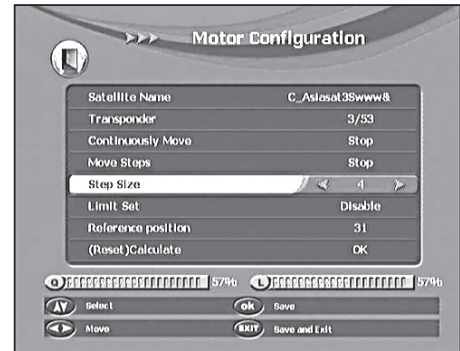 >>> Motor Configuration
Satellite Name C_Asiasat3Swww&
Transponder 3/53
Continuously Move Stop
Move Steps Stop
Step Size 4
Limit Set Disable
Reference position 31
(Reset)Calculate OK
Q 57% L 57%
Select ok Save
Move EXIT Save and Exit